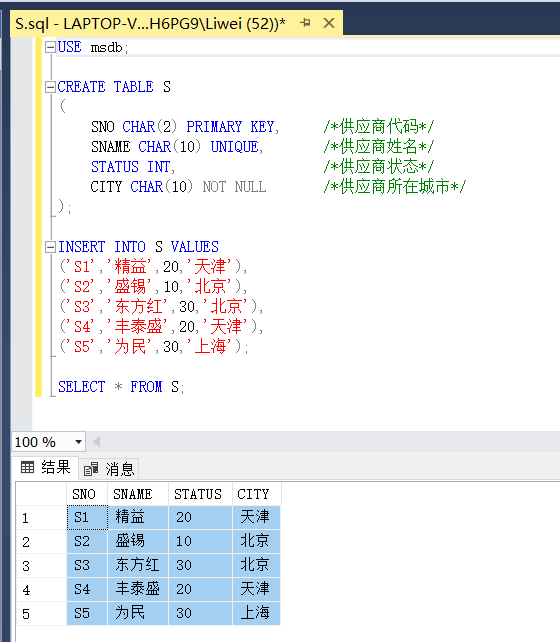 S.sql - LAPTOP-V...H6PG9\Liwei (52))*
USE msdb;
CREATE TABLE S
(
SNO CHAR(2) PRIMARY KEY, /*供应商代码*/
SNAME CHAR(10) UNIQUE, /*供应商姓名*/
STATUS INT, /*供应商状态*/
CITY CHAR(10) NOT NULL /*供应商所在城市*/
);
INSERT INTO S VALUES
('S1','精益',20,'天津'),
('S2','盛锡',10,'北京'),
('S3','东方红',30,'北京'),
('S4','丰泰盛',20,'天津'),
('S5','为民',30,'上海');
SELECT * FROM S;
100 %
结果 消息
SNO SNAME STATUS CITY
1 S1 精益 20 天津
2 S2 盛锡 10 北京
3 S3 东方红 30 北京
4 S4 丰泰盛 20 天津
5 S5 为民 30 上海